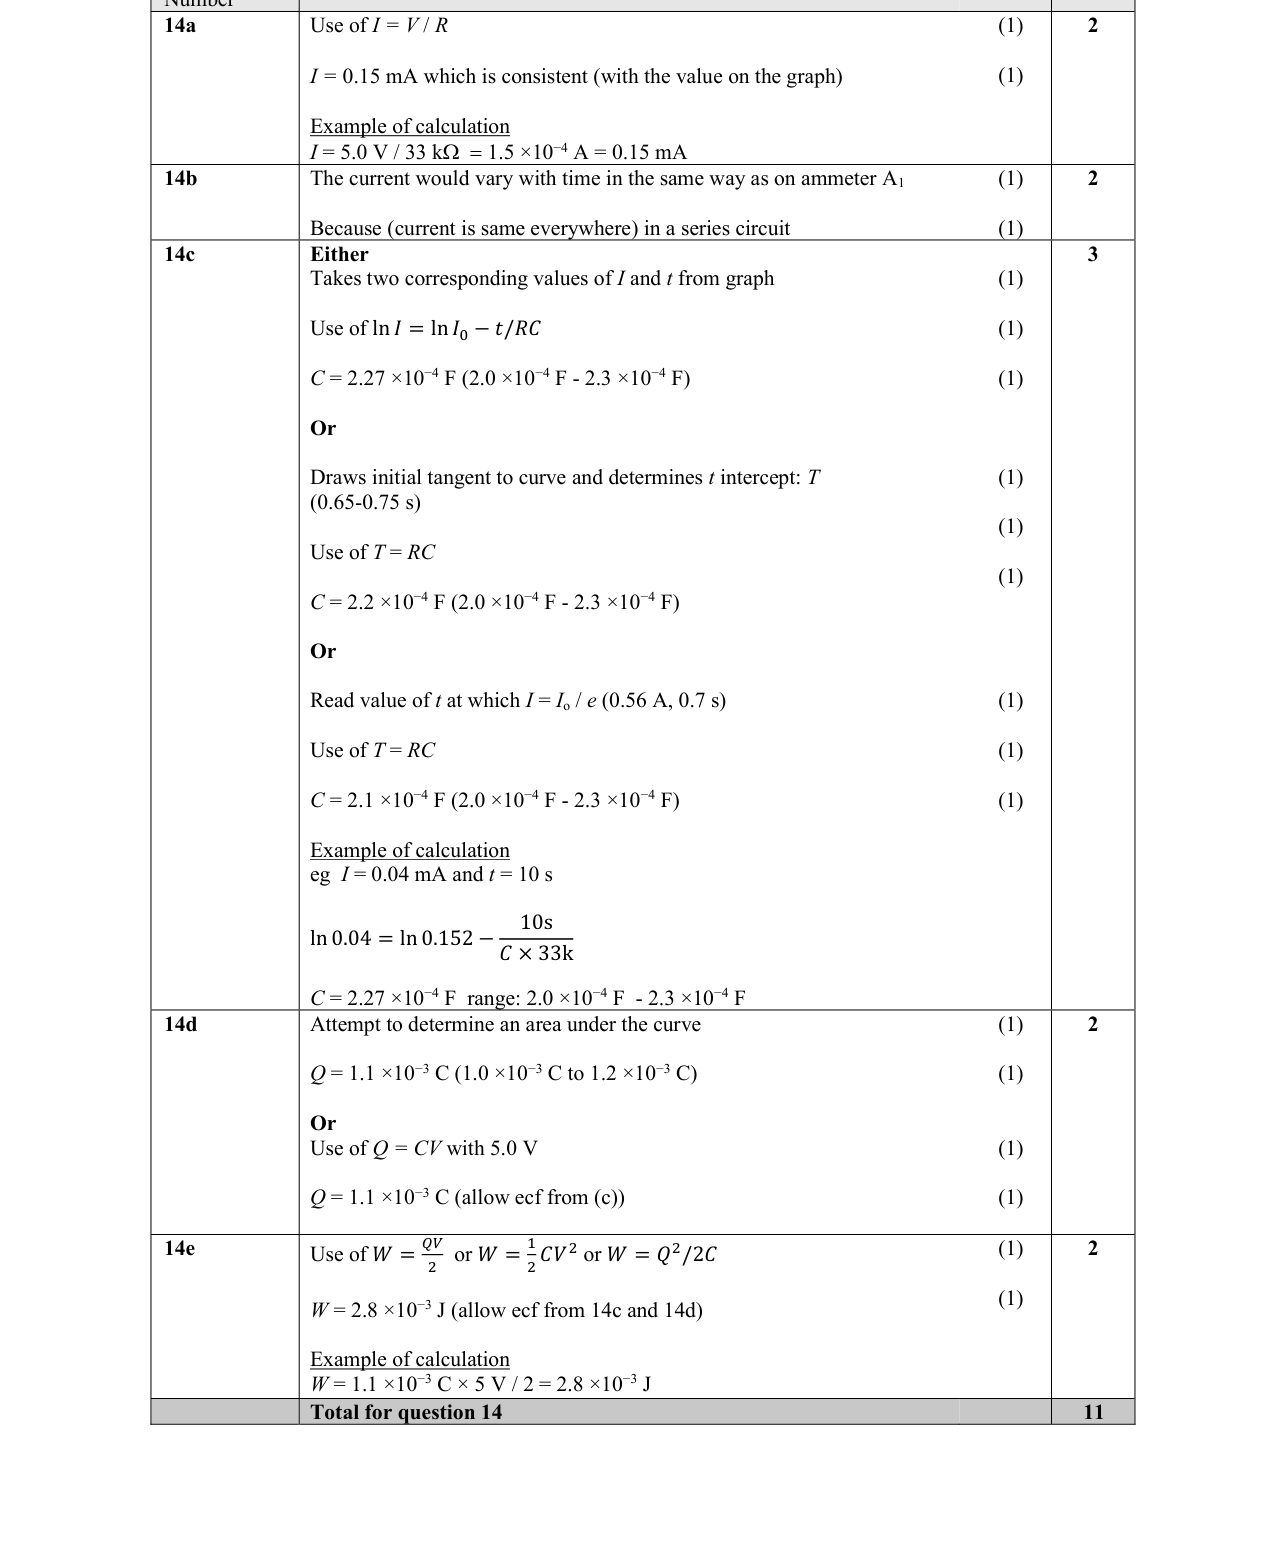 Number
14a Use of I = V / R (1) 2
I = 0.15 mA which is consistent (with the value on the graph) (1)
Example of calculation
I = 5.0 V / 33 kΩ = 1.5 ×10⁻⁴ A = 0.15 mA
14b The current would vary with time in the same way as on ammeter A₁ (1) 2
Because (current is same everywhere) in a series circuit (1)
14c Either 3
Takes two corresponding values of I and t from graph (1)
Use of ln I = ln I₀ − t/RC (1)
C = 2.27 ×10⁻⁴ F (2.0 ×10⁻⁴ F - 2.3 ×10⁻⁴ F) (1)
Or
Draws initial tangent to curve and determines t intercept: T (1)
(0.65-0.75 s)
(1)
Use of T = RC
(1)
C = 2.2 ×10⁻⁴ F (2.0 ×10⁻⁴ F - 2.3 ×10⁻⁴ F)
Or
Read value of t at which I = Iₒ / e (0.56 A, 0.7 s) (1)
Use of T = RC (1)
C = 2.1 ×10⁻⁴ F (2.0 ×10⁻⁴ F - 2.3 ×10⁻⁴ F) (1)
Example of calculation
eg I = 0.04 mA and t = 10 s
ln 0.04 = ln 0.152 − 10s / C × 33k
C = 2.27 ×10⁻⁴ F range: 2.0 ×10⁻⁴ F - 2.3 ×10⁻⁴ F
14d Attempt to determine an area under the curve (1) 2
Q = 1.1 ×10⁻³ C (1.0 ×10⁻³ C to 1.2 ×10⁻³ C) (1)
Or
Use of Q = CV with 5.0 V (1)
Q = 1.1 ×10⁻³ C (allow ecf from (c)) (1)
14e Use of W = QV/2 or W = 1/2 CV² or W = Q²/2C (1) 2
(1)
W = 2.8 ×10⁻³ J (allow ecf from 14c and 14d)
Example of calculation
W = 1.1 ×10⁻³ C × 5 V / 2 = 2.8 ×10⁻³ J
Total for question 14 11